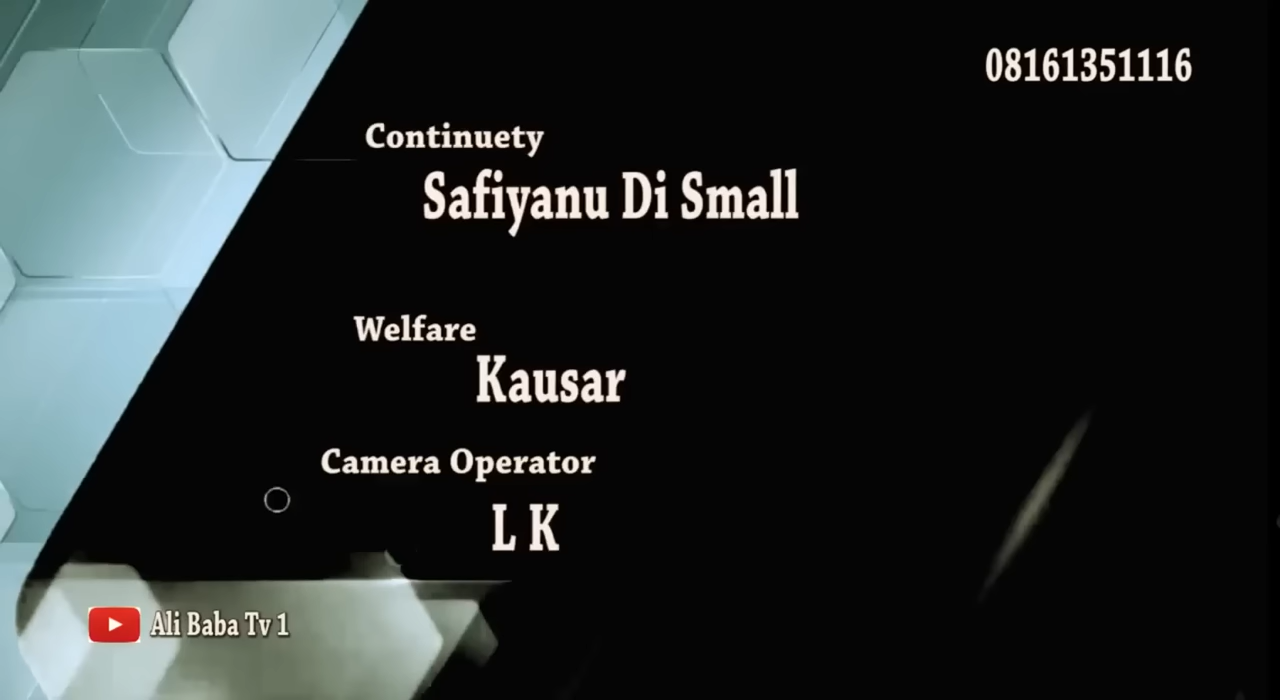 08161351116
Continuety
Safiyanu Di Small
Welfare
Kausar
Camera Operator
L K
Ali Baba Tv 1